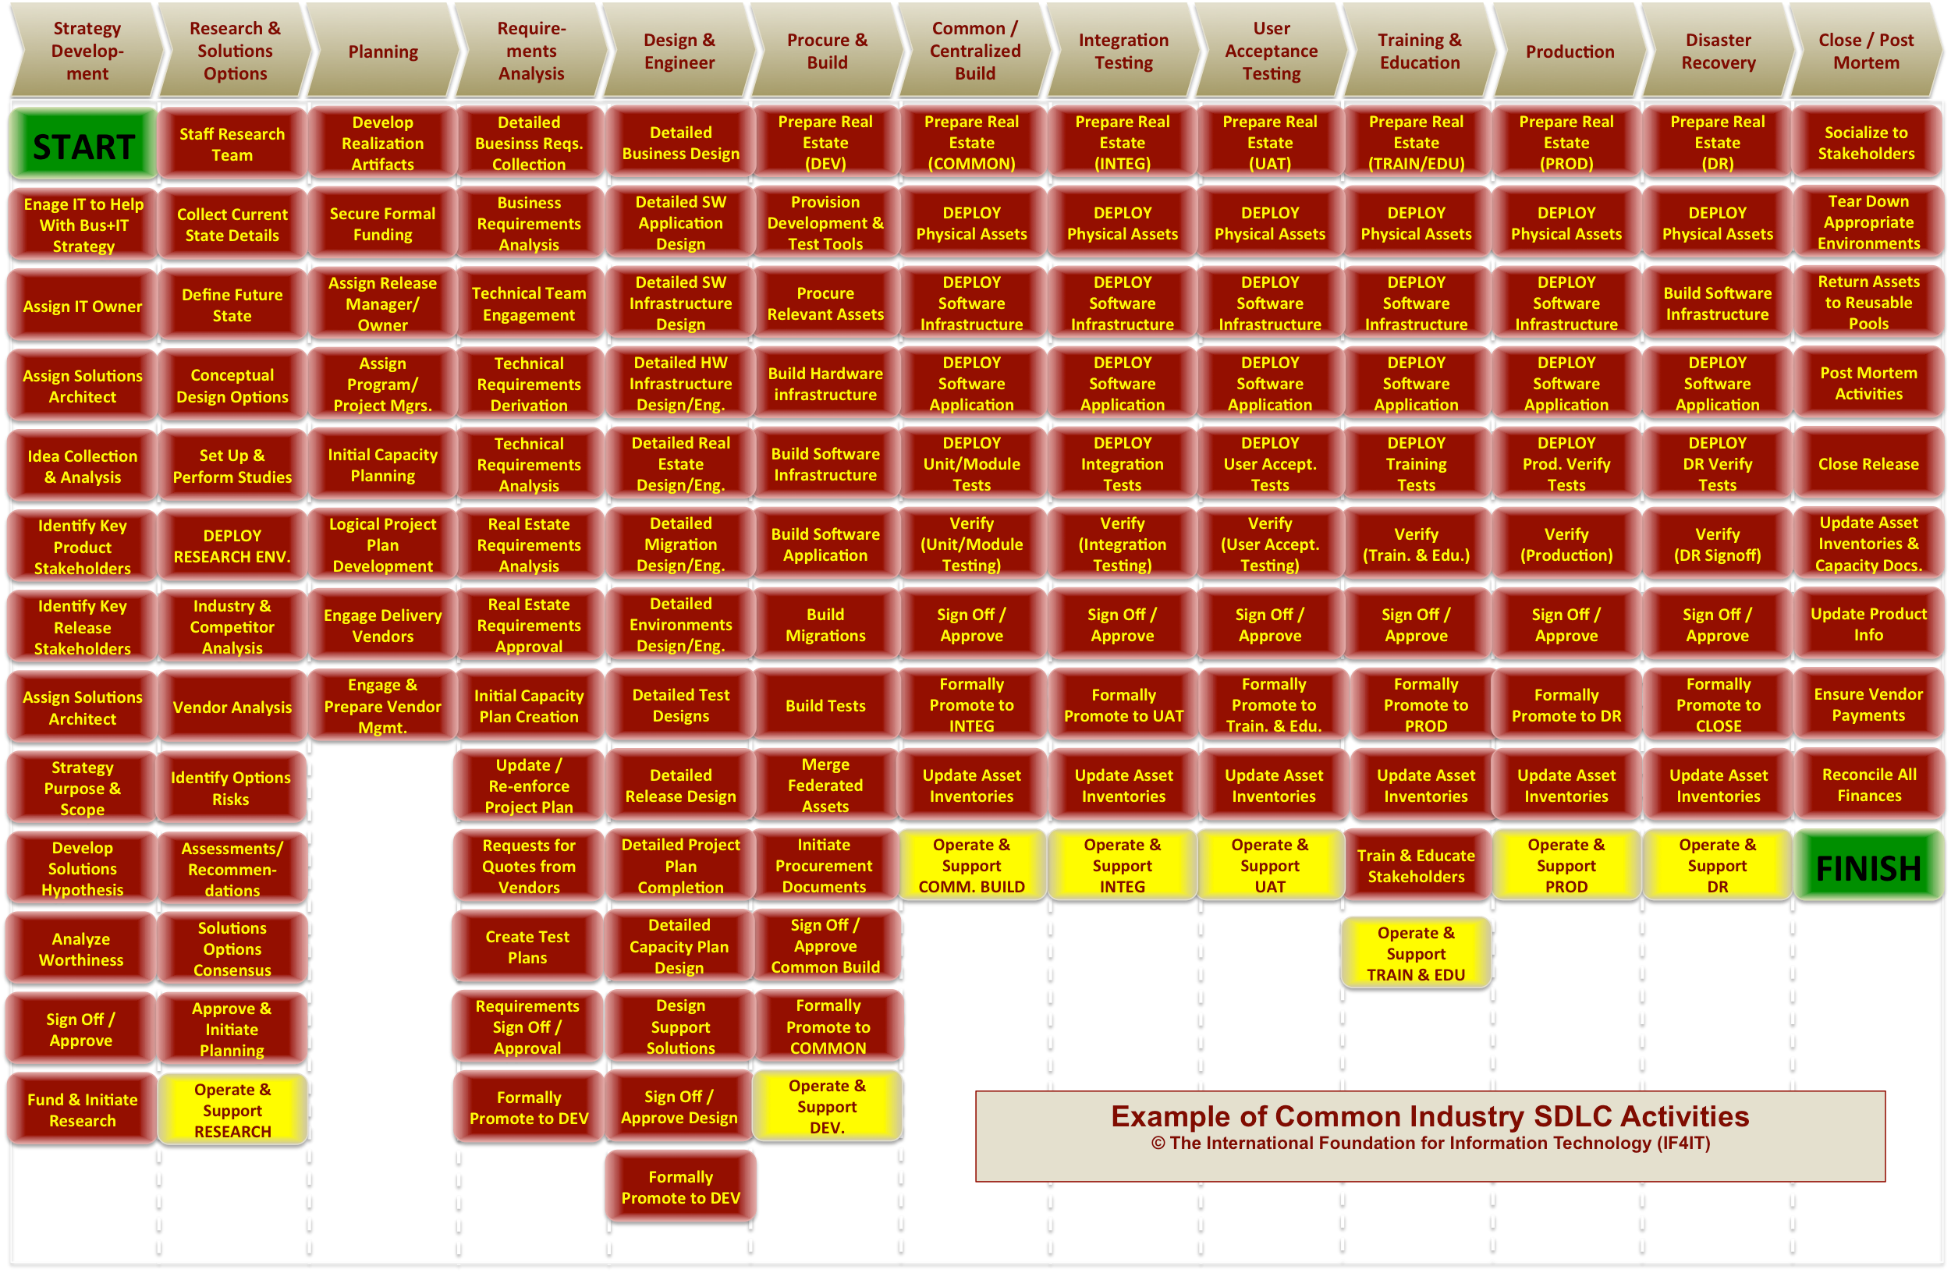 Strategy
Develop-
ment
Research &
Solutions
Options
Planning
Require-
ments
Analysis
Design &
Engineer
Procure &
Build
Common /
Centralized
Build
Integration
Testing
User
Acceptance
Testing
Training &
Education
Production
Disaster
Recovery
Close / Post
Mortem
START
Staff Research
Team
Develop
Realization
Artifacts
Detailed
Buesinss Reqs.
Collection
Detailed
Business Design
Prepare Real
Estate
(DEV)
Prepare Real
Estate
(COMMON)
Prepare Real
Estate
(INTEG)
Prepare Real
Estate
(UAT)
Prepare Real
Estate
(TRAIN/EDU)
Prepare Real
Estate
(PROD)
Prepare Real
Estate
(DR)
Socialize to
Stakeholders
Enage IT to Help
With Bus+IT
Strategy
Collect Current
State Details
Secure Formal
Funding
Business
Requirements
Analysis
Detailed SW
Application
Design
Provision
Development &
Test Tools
DEPLOY
Physical Assets
DEPLOY
Physical Assets
DEPLOY
Physical Assets
DEPLOY
Physical Assets
DEPLOY
Physical Assets
DEPLOY
Physical Assets
Tear Down
Appropriate
Environments
Assign IT Owner
Define Future
State
Assign Release
Manager/
Owner
Technical Team
Engagement
Detailed SW
Infrastructure
Design
Procure
Relevant Assets
DEPLOY
Software
Infrastructure
DEPLOY
Software
Infrastructure
DEPLOY
Software
Infrastructure
DEPLOY
Software
Infrastructure
DEPLOY
Software
Infrastructure
Build Software
Infrastructure
Return Assets
to Reusable
Pools
Assign Solutions
Architect
Conceptual
Design Options
Assign
Program/
Project Mgrs.
Technical
Requirements
Derivation
Detailed HW
Infrastructure
Design/Eng.
Build Hardware
infrastructure
DEPLOY
Software
Application
DEPLOY
Software
Application
DEPLOY
Software
Application
DEPLOY
Software
Application
DEPLOY
Software
Application
DEPLOY
Software
Application
Post Mortem
Activities
Idea Collection
& Analysis
Set Up &
Perform Studies
Initial Capacity
Planning
Technical
Requirements
Analysis
Detailed Real
Estate
Design/Eng.
Build Software
Infrastructure
DEPLOY
Unit/Module
Tests
DEPLOY
Integration
Tests
DEPLOY
User Accept.
Tests
DEPLOY
Training
Tests
DEPLOY
Prod. Verify
Tests
DEPLOY
DR Verify
Tests
Close Release
Identify Key
Product
Stakeholders
DEPLOY
RESEARCH ENV.
Logical Project
Plan
Development
Real Estate
Requirements
Analysis
Detailed
Migration
Design/Eng.
Build Software
Application
Verify
(Unit/Module
Testing)
Verify
(Integration
Testing)
Verify
(User Accept.
Testing)
Verify
(Train. & Edu.)
Verify
(Production)
Verify
(DR Signoff)
Update Asset
Inventories &
Capacity Docs.
Identify Key
Release
Stakeholders
Industry &
Competitor
Analysis
Engage Delivery
Vendors
Real Estate
Requirements
Approval
Detailed
Environments
Design/Eng.
Build
Migrations
Sign Off /
Approve
Sign Off /
Approve
Sign Off /
Approve
Sign Off /
Approve
Sign Off /
Approve
Sign Off /
Approve
Update Product
Info
Assign Solutions
Architect
Vendor Analysis
Engage &
Prepare Vendor
Mgmt.
Initial Capacity
Plan Creation
Detailed Test
Designs
Build Tests
Formally
Promote to
INTEG
Formally
Promote to UAT
Formally
Promote to
Train. & Edu.
Formally
Promote to
PROD
Formally
Promote to DR
Formally
Promote to
CLOSE
Ensure Vendor
Payments
Strategy
Purpose &
Scope
Identify Options
Risks
Update /
Re-enforce
Project Plan
Detailed
Release Design
Merge
Federated
Assets
Update Asset
Inventories
Update Asset
Inventories
Update Asset
Inventories
Update Asset
Inventories
Update Asset
Inventories
Update Asset
Inventories
Reconcile All
Finances
Develop
Solutions
Hypothesis
Assessments/
Recommen-
dations
Requests for
Quotes from
Vendors
Detailed Project
Plan
Completion
Initiate
Procurement
Documents
Operate &
Support
COMM. BUILD
Operate &
Support
INTEG
Operate &
Support
UAT
Train & Educate
Stakeholders
Operate &
Support
PROD
Operate &
Support
DR
FINISH
Analyze
Worthiness
Solutions
Options
Consensus
Create Test
Plans
Detailed
Capacity Plan
Design
Sign Off /
Approve
Common Build
Operate &
Support
TRAIN & EDU
Sign Off /
Approve
Approve &
Initiate
Planning
Requirements
Sign Off /
Approval
Design
Support
Solutions
Formally
Promote to
COMMON
Fund & Initiate
Research
Operate &
Support
RESEARCH
Formally
Promote to DEV
Sign Off /
Approve Design
Operate &
Support
DEV.
Formally
Promote to DEV
Example of Common Industry SDLC Activities
© The International Foundation for Information Technology (IF4IT)